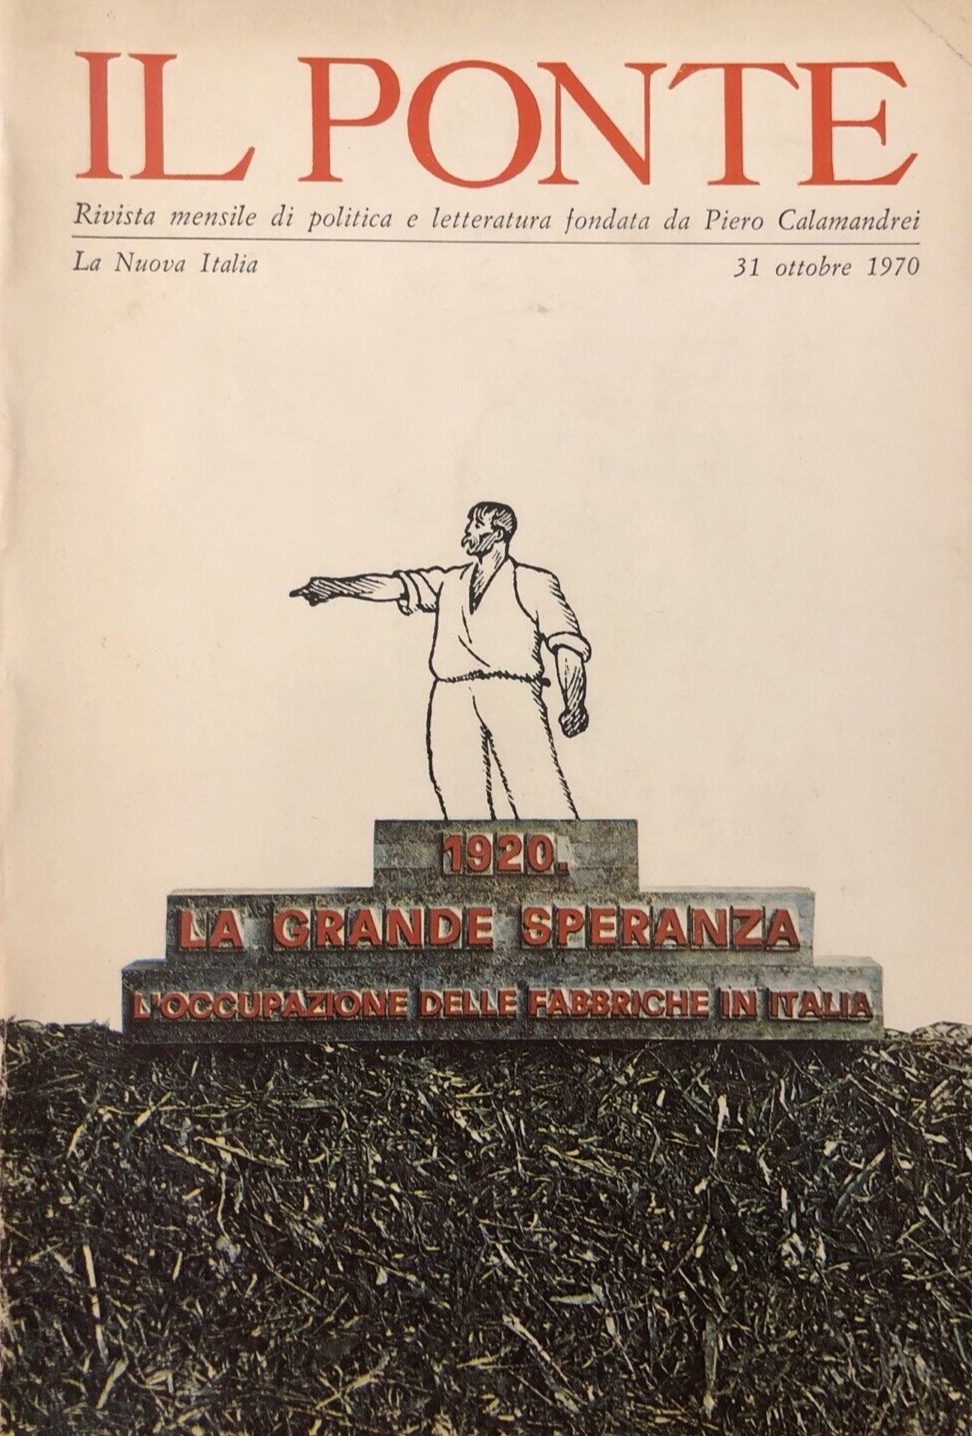 IL PONTE
Rivista mensile di politica e letteratura fondata da Piero Calamandrei
La Nuova Italia
31 ottobre 1970
1920.
LA GRANDE SPERANZA
L'OCCUPAZIONE DELLE FABBRICHE IN ITALIA